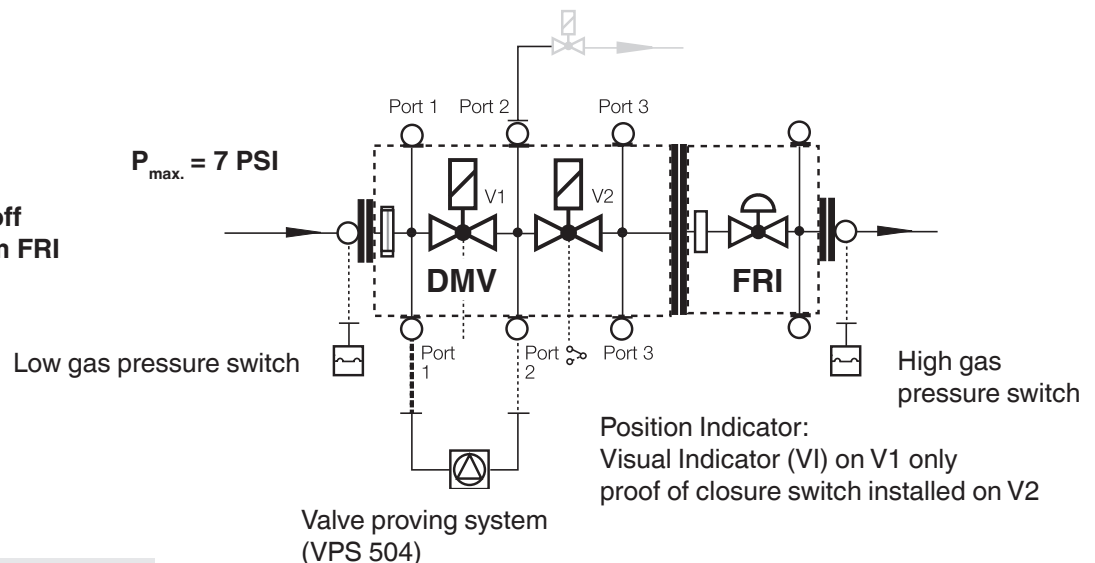 Port 1 Port 2 Port 3
P max. = 7 PSI
V1 V2
off
FRI
DMV FRI
Low gas pressure switch
Port 1
Port 2
Port 3
High gas
pressure switch
Position Indicator:
Visual Indicator (VI) on V1 only
proof of closure switch installed on V2
Valve proving system
(VPS 504)